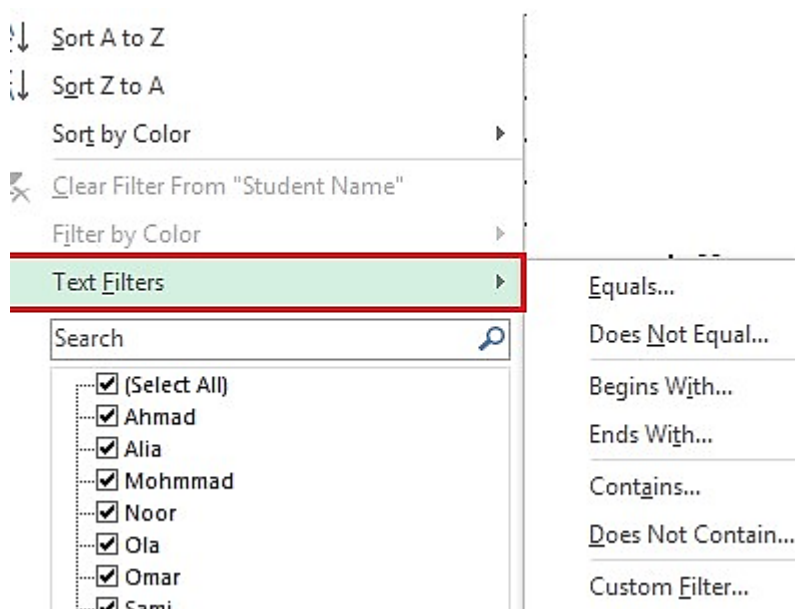 Sort A to Z
Sort Z to A
Sort by Color
Clear Filter From "Student Name"
Filter by Color
Text Filters
Search
(Select All)
Ahmad
Alia
Mohmmad
Noor
Ola
Omar
Sami
Equals...
Does Not Equal...
Begins With...
Ends With...
Contains...
Does Not Contain...
Custom Filter...